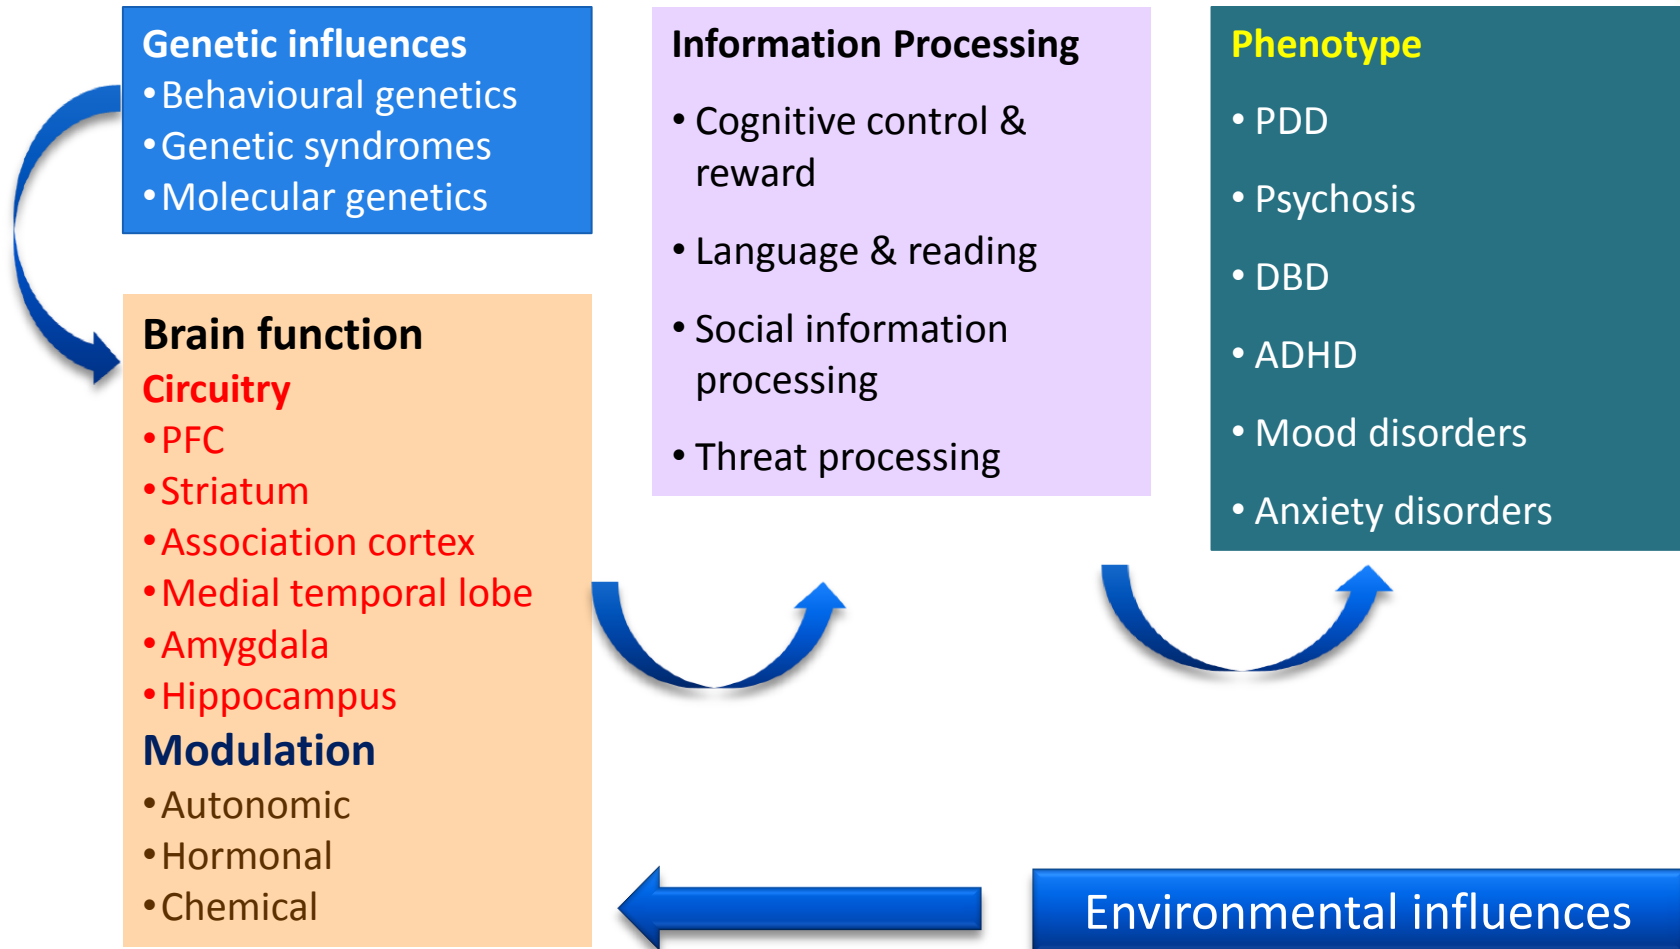 Genetic influences
•Behavioural genetics
•Genetic syndromes
•Molecular genetics
Brain function
Circuitry
•PFC
•Striatum
•Association cortex
•Medial temporal lobe
•Amygdala
•Hippocampus
Modulation
•Autonomic
•Hormonal
•Chemical
Information Processing
• Cognitive control &
reward
• Language & reading
• Social information
processing
• Threat processing
Phenotype
• PDD
• Psychosis
• DBD
• ADHD
• Mood disorders
• Anxiety disorders
Environmental influences